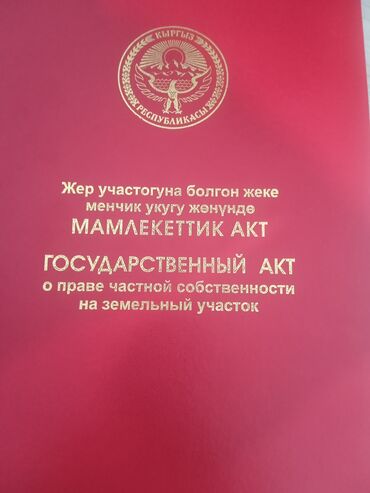 КЫРГЫЗ
РЕСПУБЛИКАСЫ
Жер участогуна болгон жеке
менчик укугу жөнүндө
МАМЛЕКЕТТИК АКТ
ГОСУДАРСТВЕННЫЙ АКТ
о праве частной собственности
на земельный участок